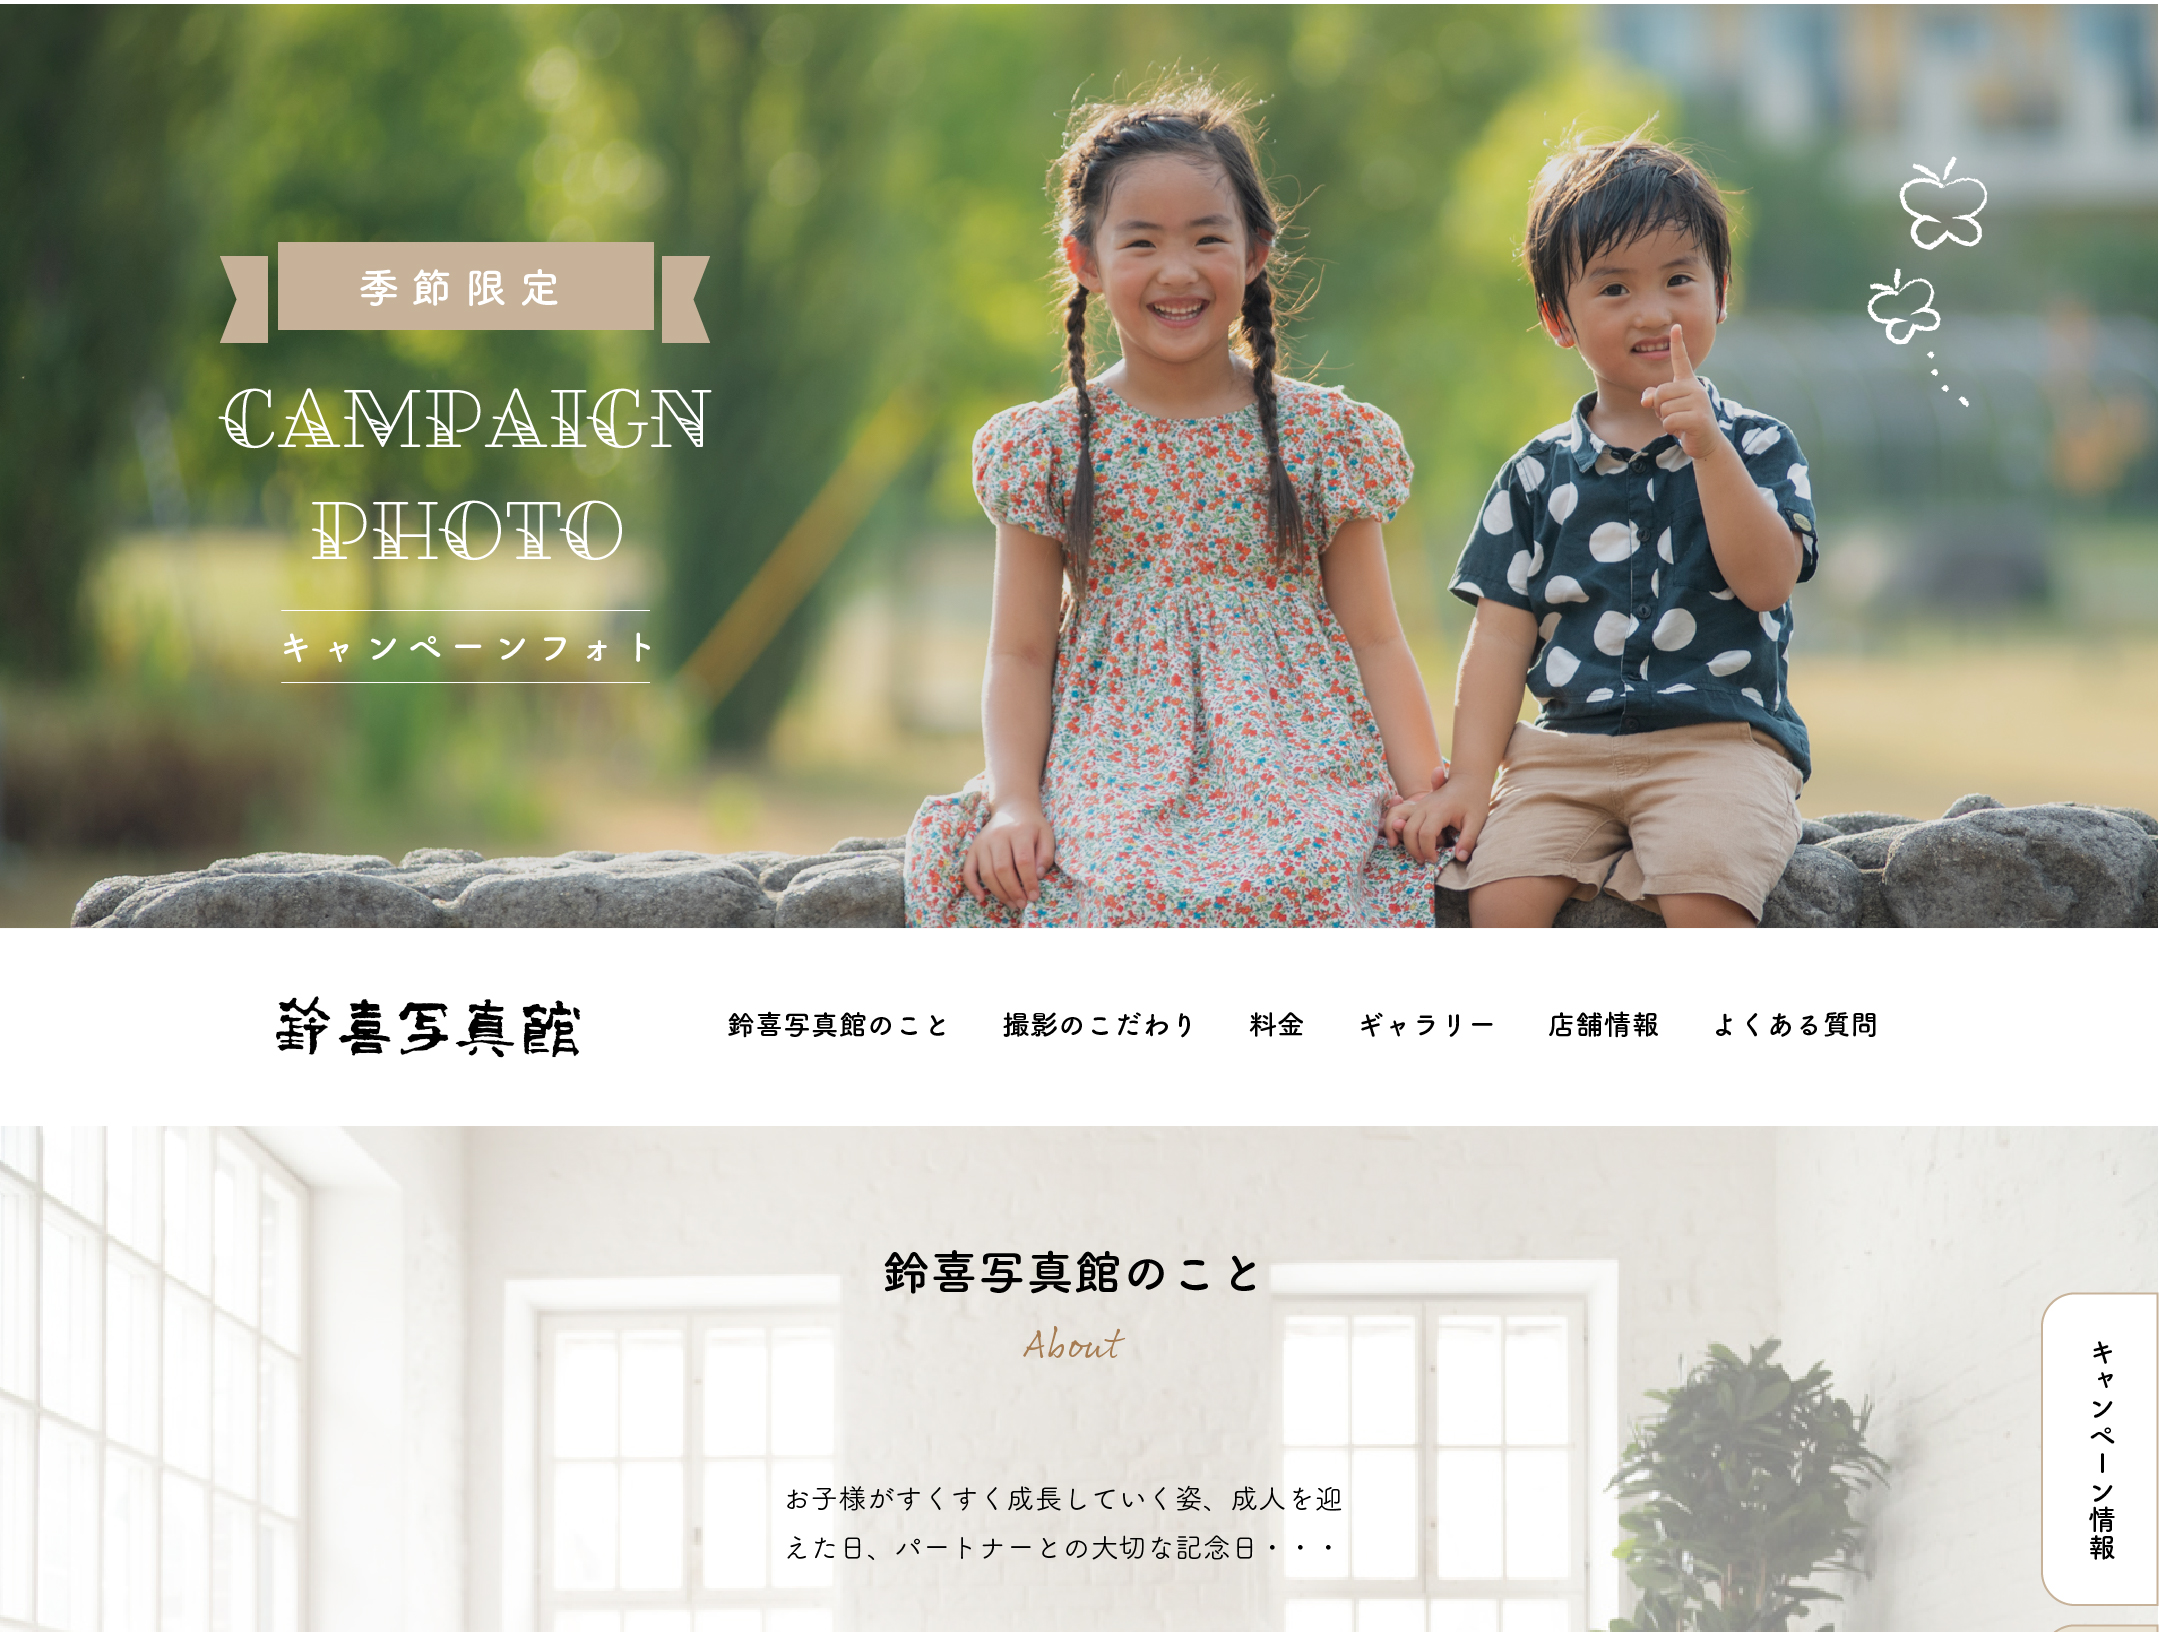 季節限定
CAMPAIGN
PHOTO
キャンペーンフォト
鈴喜写真館
鈴喜写真館のこと
撮影のこだわり
料金
ギャラリー
店舗情報
よくある質問
鈴喜写真館のこと
About
お子様がすくすく成長していく姿、成人を迎
えた日、パートナーとの大切な記念日・・・
キャンペーン情報